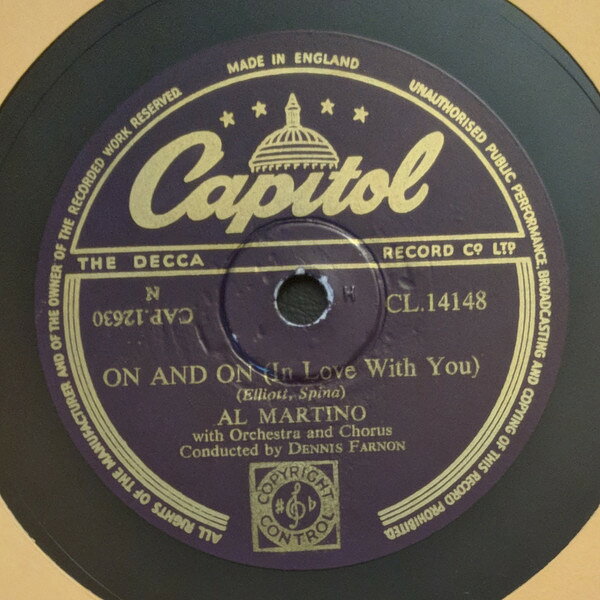 MADE IN ENGLAND
ALL RIGHTS OF THE MANUFACTURER AND OF THE OWNER OF THE RECORDED WORK RESERVED.
UNAUTHORISED PUBLIC PERFORMANCE BROADCASTING AND COPYING OF THIS RECORD PROHIBITED.
Capitol
THE DECCA RECORD Cº LTD
CAP.12630
N
H
CL.14148
ON AND ON (In Love With You)
(Elliott, Spina)
AL MARTINO
with Orchestra and Chorus
Conducted by DENNIS FARNON
COPYRIGHT
CONTROL